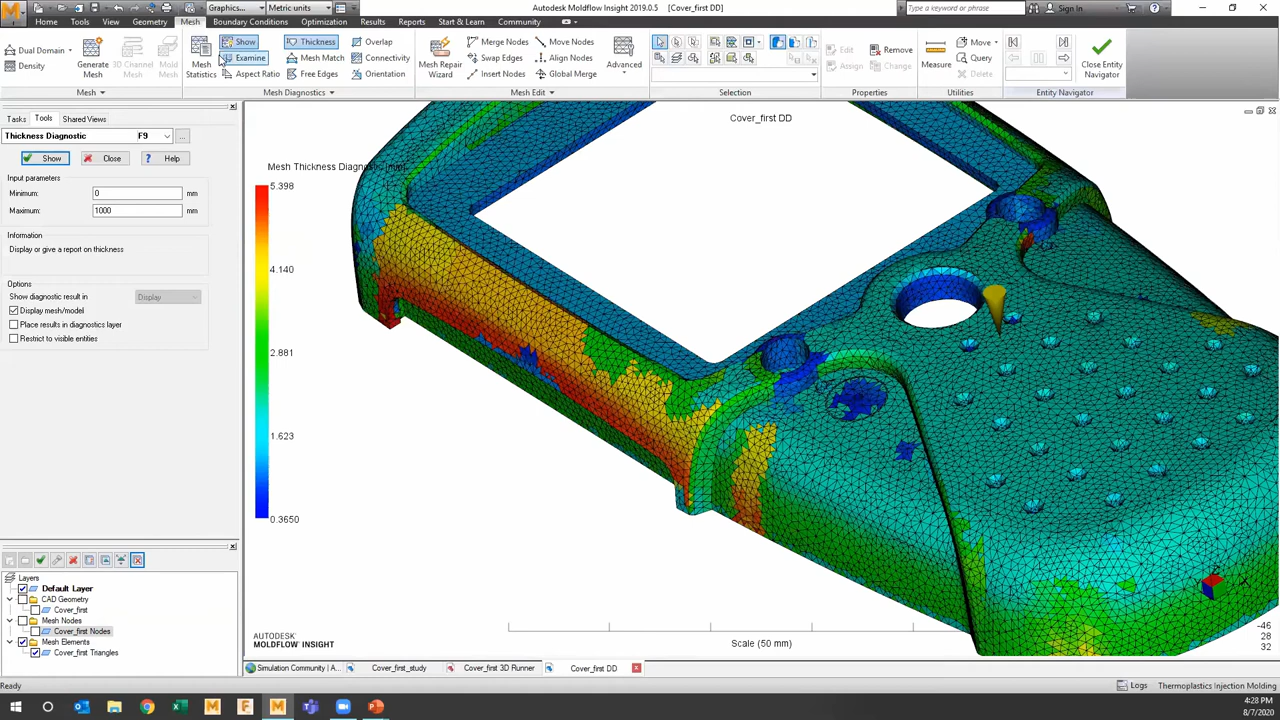 Graphics... Metric units
Autodesk Moldflow Insight 2019.0.5 [Cover_first DD]
Type a keyword or phrase
Sign In
Home Tools View Geometry Mesh Boundary Conditions Optimization Results Reports Start & Learn Community
Dual Domain
Density
Generate Mesh
3D Channel Mesh
Mold Mesh
Mesh
Mesh Statistics
Show
Examine
Aspect Ratio
Thickness
Mesh Match
Free Edges
Overlap
Connectivity
Orientation
Mesh Diagnostics
Mesh Repair Wizard
Merge Nodes
Swap Edges
Insert Nodes
Move Nodes
Align Nodes
Global Merge
Advanced
Mesh Edit
Selection
Edit
Assign
Remove
Change
Properties
Measure
Move
Query
Delete
Utilities
Close Entity Navigator
Entity Navigator
Tasks Tools Shared Views
Thickness Diagnostic F9 ...
Show Close ? Help
Input parameters
Minimum: 0 mm
Maximum: 1000 mm
Information
Display or give a report on thickness
Options
Show diagnostic result in Display
Display mesh/model
Place results in diagnostics layer
Restrict to visible entities
Layers
Default Layer
CAD Geometry
Cover_first
Mesh Nodes
Cover_first Nodes
Mesh Elements
Cover_first Triangles
Cover_first DD
Mesh Thickness Diagnostic [mm]
5.398
4.140
2.881
1.623
0.3650
Z
X
AUTODESK
MOLDFLOW INSIGHT
Scale (50 mm)
-46
28
32
Simulation Community | A... Cover_first_study Cover_first 3D Runner Cover_first DD
Ready
Logs Thermoplastics Injection Molding
4:28 PM
8/7/2020